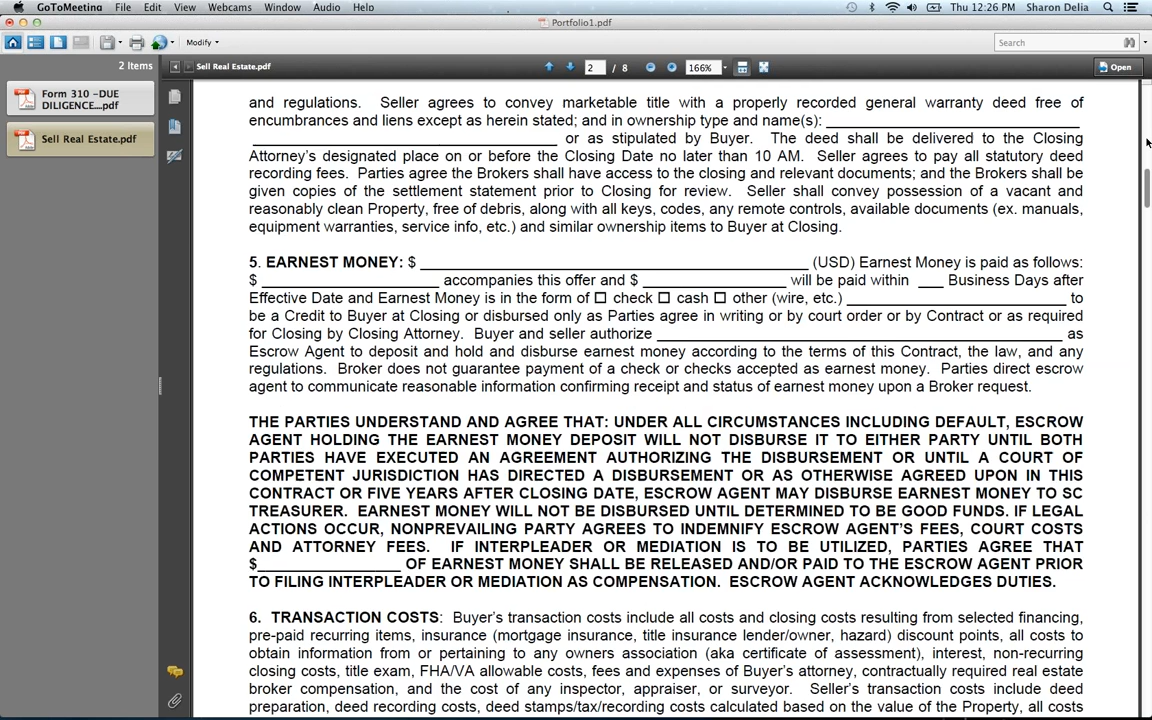 GoToMeeting File Edit View Webcams Window Audio Help Thu 12:26 PM Sharon Delia
Portfolio1.pdf
Modify Search
2 Items
Sell Real Estate.pdf 2 / 8 166% Open
Form 310 -DUE
DILIGENCE....pdf
Sell Real Estate.pdf
and regulations. Seller agrees to convey marketable title with a properly recorded general warranty deed free of
encumbrances and liens except as herein stated; and in ownership type and name(s): ____________________
____________________ or as stipulated by Buyer. The deed shall be delivered to the Closing
Attorney's designated place on or before the Closing Date no later than 10 AM. Seller agrees to pay all statutory deed
recording fees. Parties agree the Brokers shall have access to the closing and relevant documents; and the Brokers shall be
given copies of the settlement statement prior to Closing for review. Seller shall convey possession of a vacant and
reasonably clean Property, free of debris, along with all keys, codes, any remote controls, available documents (ex. manuals,
equipment warranties, service info, etc.) and similar ownership items to Buyer at Closing.
5. EARNEST MONEY: $ ____________________ (USD) Earnest Money is paid as follows:
$ ____________________ accompanies this offer and $ ________________ will be paid within ___ Business Days after
Effective Date and Earnest Money is in the form of ☐ check ☐ cash ☐ other (wire, etc.) ____________________ to
be a Credit to Buyer at Closing or disbursed only as Parties agree in writing or by court order or by Contract or as required
for Closing by Closing Attorney. Buyer and seller authorize ____________________ as
Escrow Agent to deposit and hold and disburse earnest money according to the terms of this Contract, the law, and any
regulations. Broker does not guarantee payment of a check or checks accepted as earnest money. Parties direct escrow
agent to communicate reasonable information confirming receipt and status of earnest money upon a Broker request.
THE PARTIES UNDERSTAND AND AGREE THAT: UNDER ALL CIRCUMSTANCES INCLUDING DEFAULT, ESCROW
AGENT HOLDING THE EARNEST MONEY DEPOSIT WILL NOT DISBURSE IT TO EITHER PARTY UNTIL BOTH
PARTIES HAVE EXECUTED AN AGREEMENT AUTHORIZING THE DISBURSEMENT OR UNTIL A COURT OF
COMPETENT JURISDICTION HAS DIRECTED A DISBURSEMENT OR AS OTHERWISE AGREED UPON IN THIS
CONTRACT OR FIVE YEARS AFTER CLOSING DATE, ESCROW AGENT MAY DISBURSE EARNEST MONEY TO SC
TREASURER. EARNEST MONEY WILL NOT BE DISBURSED UNTIL DETERMINED TO BE GOOD FUNDS. IF LEGAL
ACTIONS OCCUR, NONPREVAILING PARTY AGREES TO INDEMNIFY ESCROW AGENT'S FEES, COURT COSTS
AND ATTORNEY FEES. IF INTERPLEADER OR MEDIATION IS TO BE UTILIZED, PARTIES AGREE THAT
$________________ OF EARNEST MONEY SHALL BE RELEASED AND/OR PAID TO THE ESCROW AGENT PRIOR
TO FILING INTERPLEADER OR MEDIATION AS COMPENSATION. ESCROW AGENT ACKNOWLEDGES DUTIES.
6. TRANSACTION COSTS: Buyer's transaction costs include all costs and closing costs resulting from selected financing,
pre-paid recurring items, insurance (mortgage insurance, title insurance lender/owner, hazard) discount points, all costs to
obtain information from or pertaining to any owners association (aka certificate of assessment), interest, non-recurring
closing costs, title exam, FHA/VA allowable costs, fees and expenses of Buyer's attorney, contractually required real estate
broker compensation, and the cost of any inspector, appraiser, or surveyor. Seller's transaction costs include deed
preparation, deed recording costs, deed stamps/tax/recording costs calculated based on the value of the Property, all costs